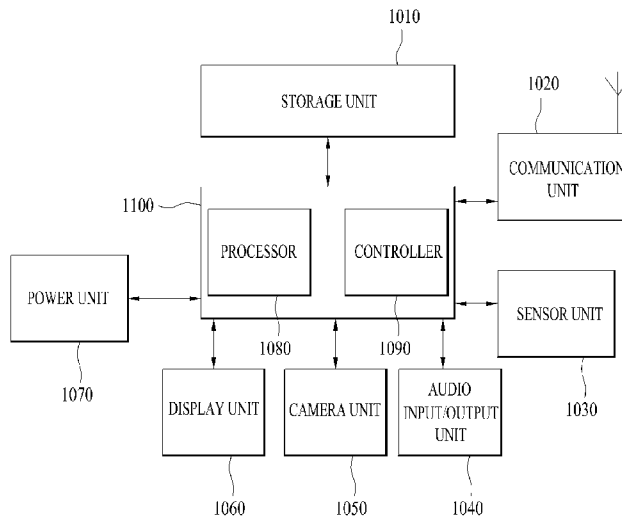 1010
STORAGE UNIT
1020
COMMUNICATION
UNIT
1100
PROCESSOR
CONTROLLER
POWER UNIT
SENSOR UNIT
1080
1090
1070
1030
DISPLAY UNIT
CAMERA UNIT
AUDIO
INPUT/OUTPUT
UNIT
1060
1050
1040